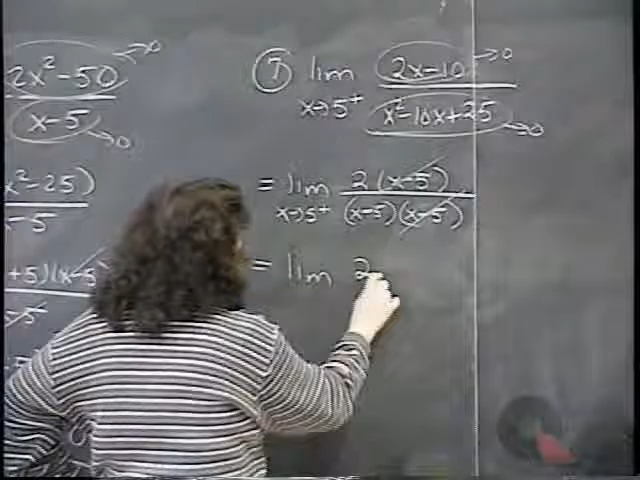 2x² - 50 → 0
x-5 → 0
x² - 25)
-5
+5)(x-5
x-5
⑦ lim 2x-10 → 0
x→5⁺ x²-10x+25 → 0
= lim 2(x-5)
x→5⁺ (x-5)(x-5)
= lim 2